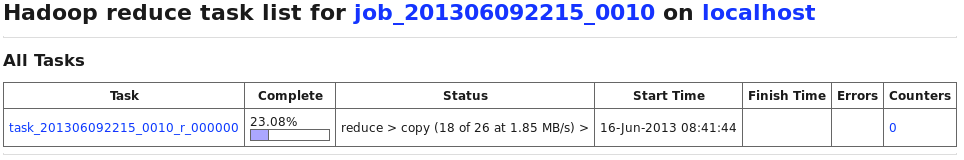 Hadoop reduce task list for job_201306092215_0010 on localhost
All Tasks
Task Complete Status Start Time Finish Time Errors Counters
task_201306092215_0010_r_000000 23.08% reduce > copy (18 of 26 at 1.85 MB/s) > 16-Jun-2013 08:41:44 0